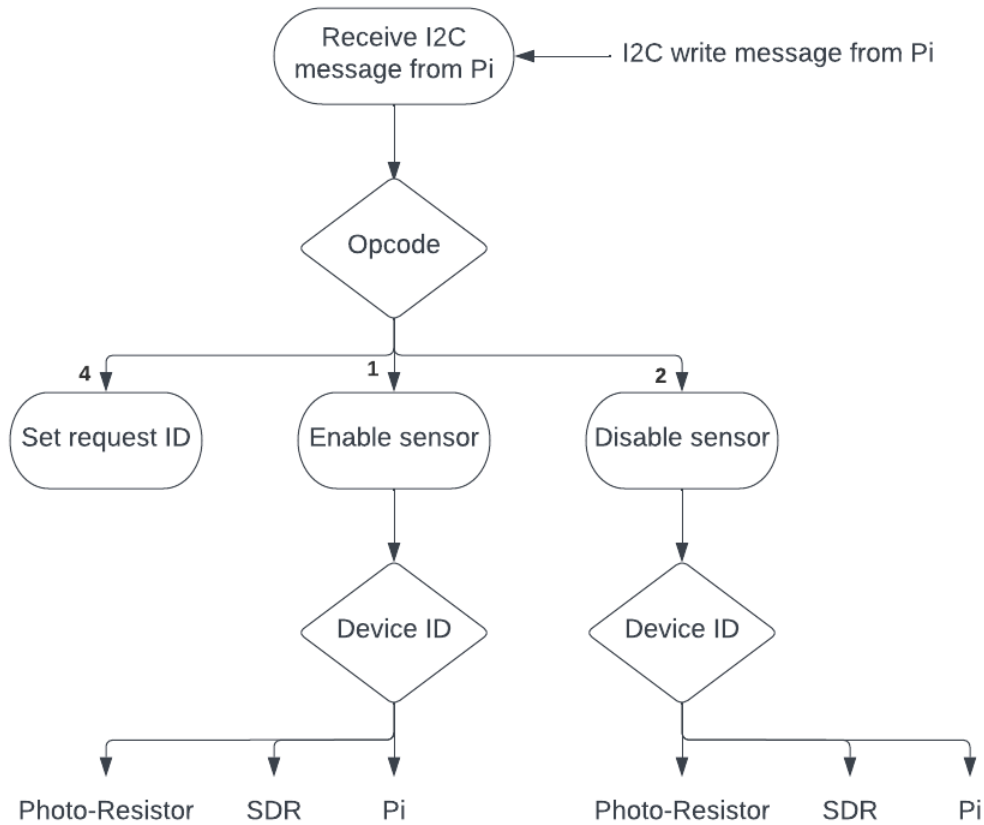 Receive I2C
message from Pi
I2C write message from Pi
Opcode
4
1
2
Set request ID
Enable sensor
Disable sensor
Device ID
Device ID
Photo-Resistor
SDR
Pi
Photo-Resistor
SDR
Pi